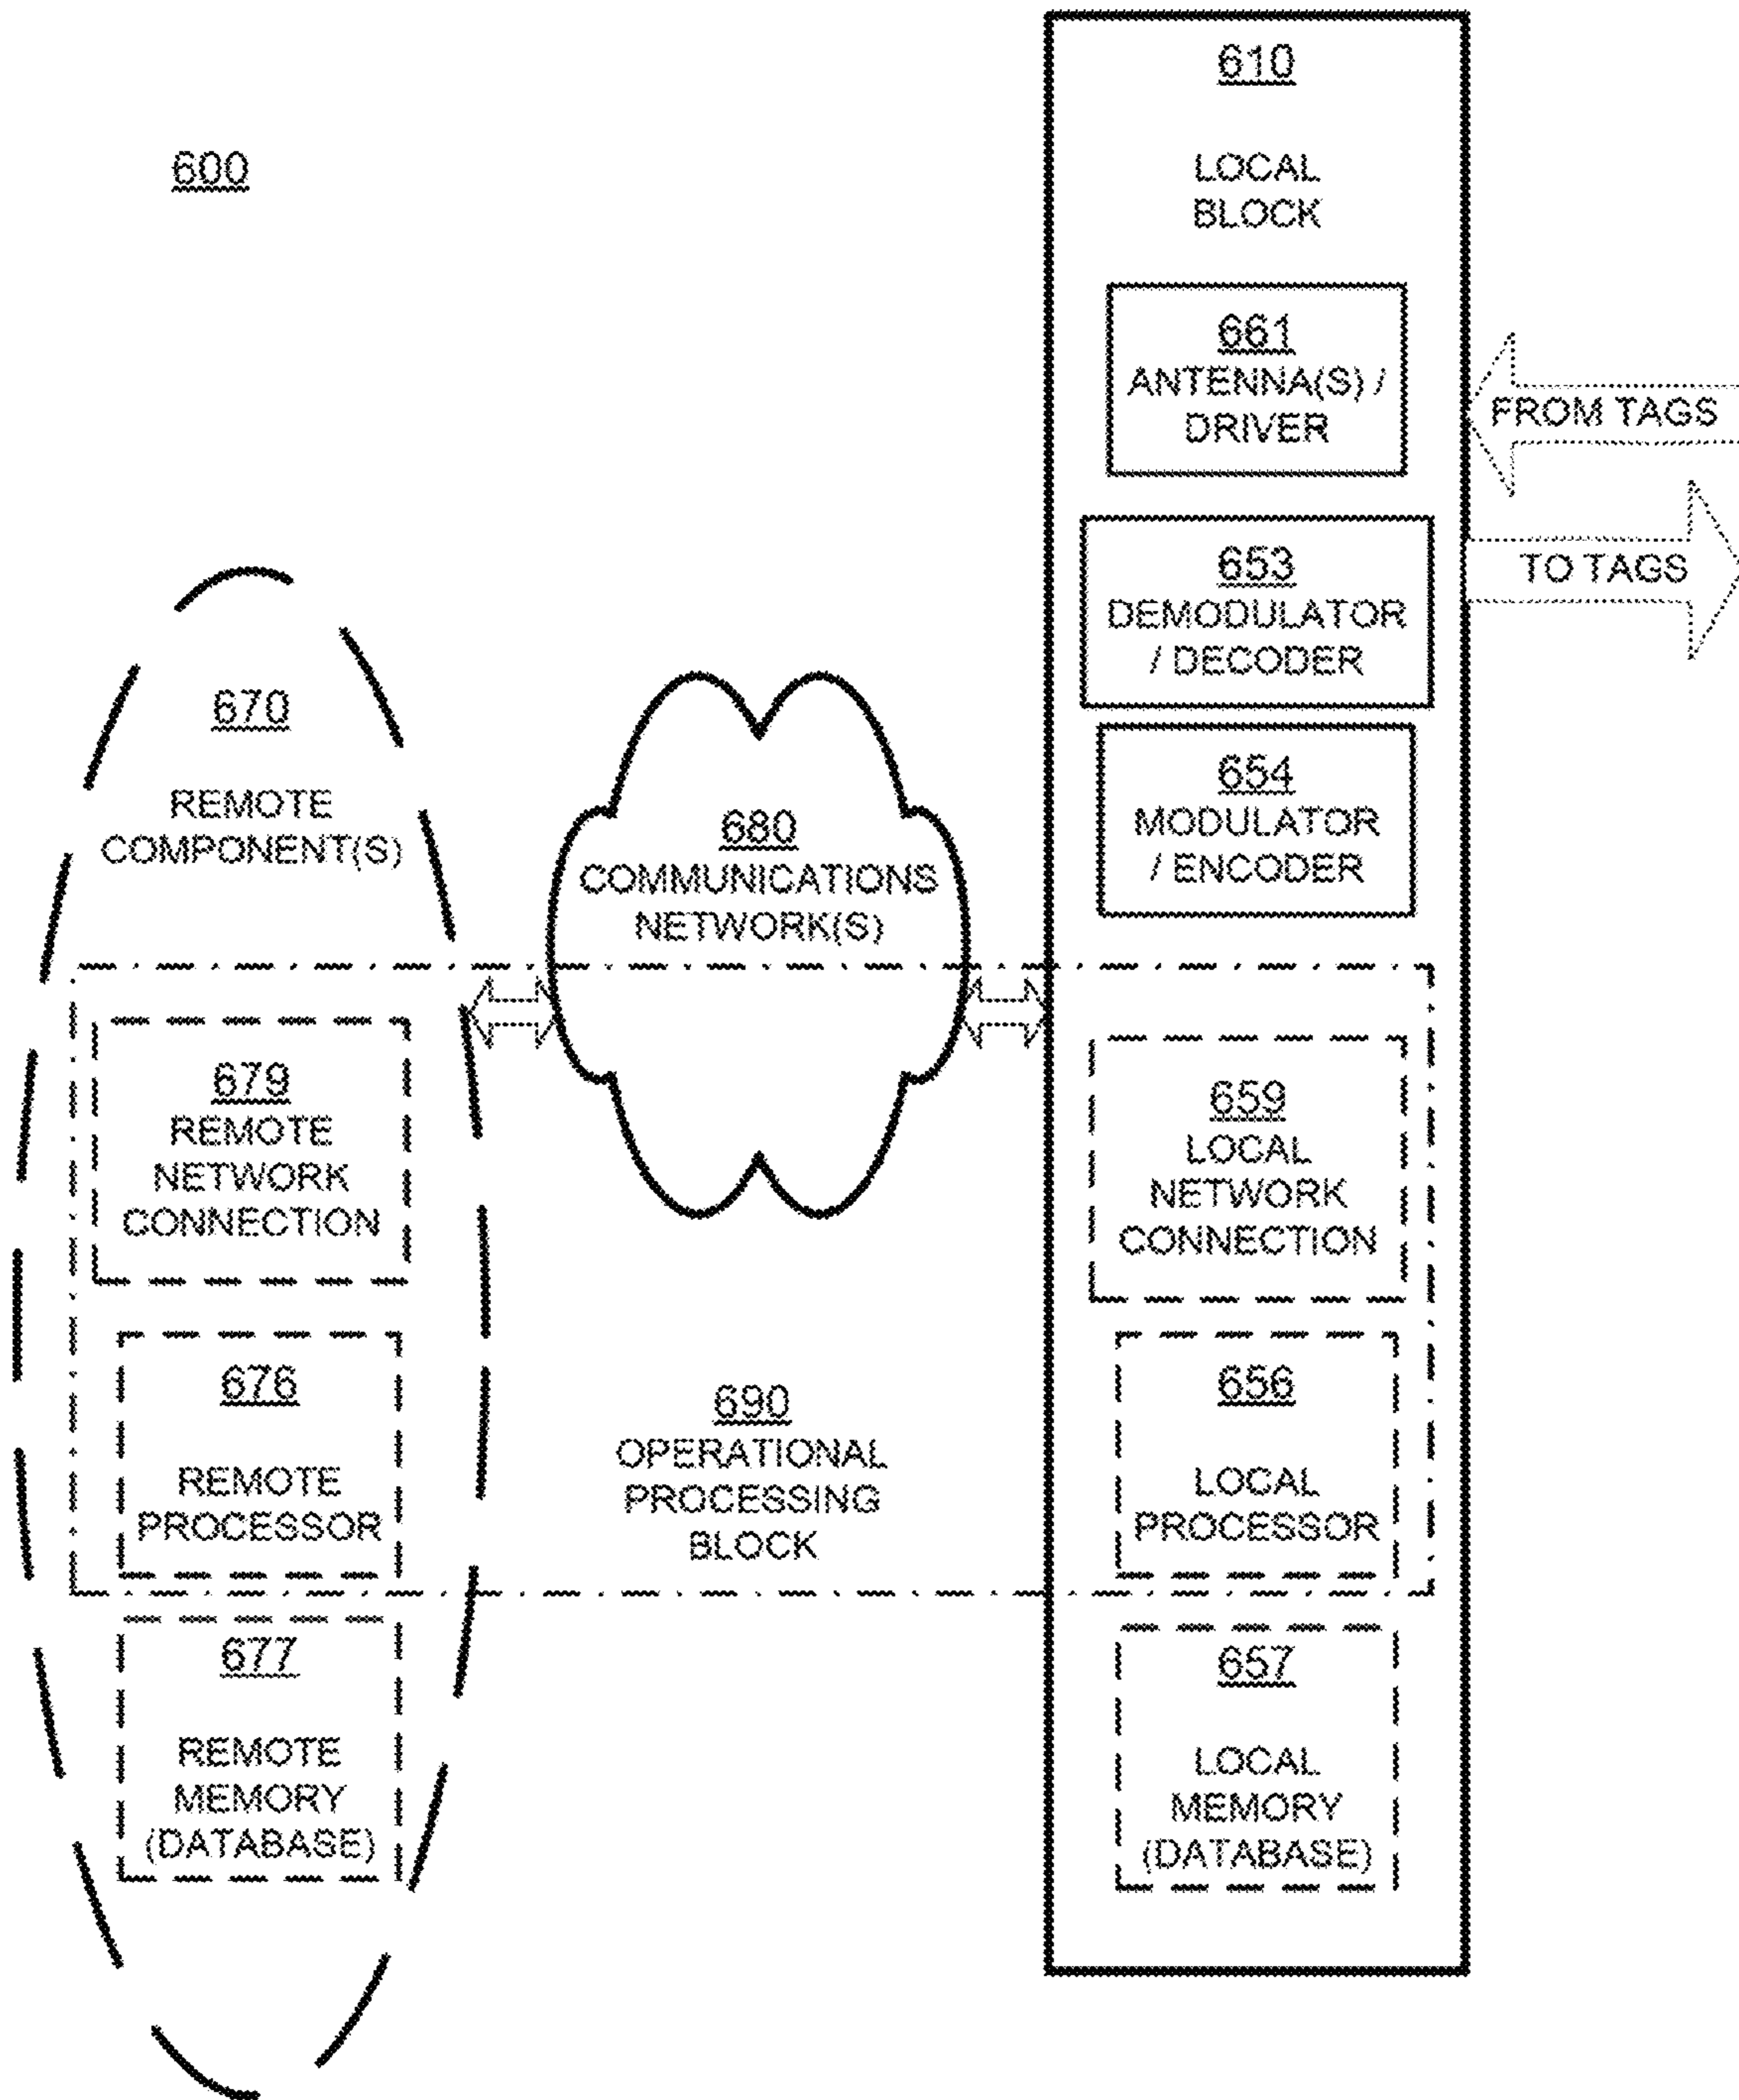 600
610
LOCAL
BLOCK
661
ANTENNA(S) /
DRIVER
FROM TAGS
653
DEMODULATOR
/ DECODER
TO TAGS
654
MODULATOR
/ ENCODER
670
REMOTE
COMPONENT(S)
680
COMMUNICATIONS
NETWORK(S)
679
REMOTE
NETWORK
CONNECTION
659
LOCAL
NETWORK
CONNECTION
676
REMOTE
PROCESSOR
690
OPERATIONAL
PROCESSING
BLOCK
656
LOCAL
PROCESSOR
677
REMOTE
MEMORY
(DATABASE)
657
LOCAL
MEMORY
(DATABASE)